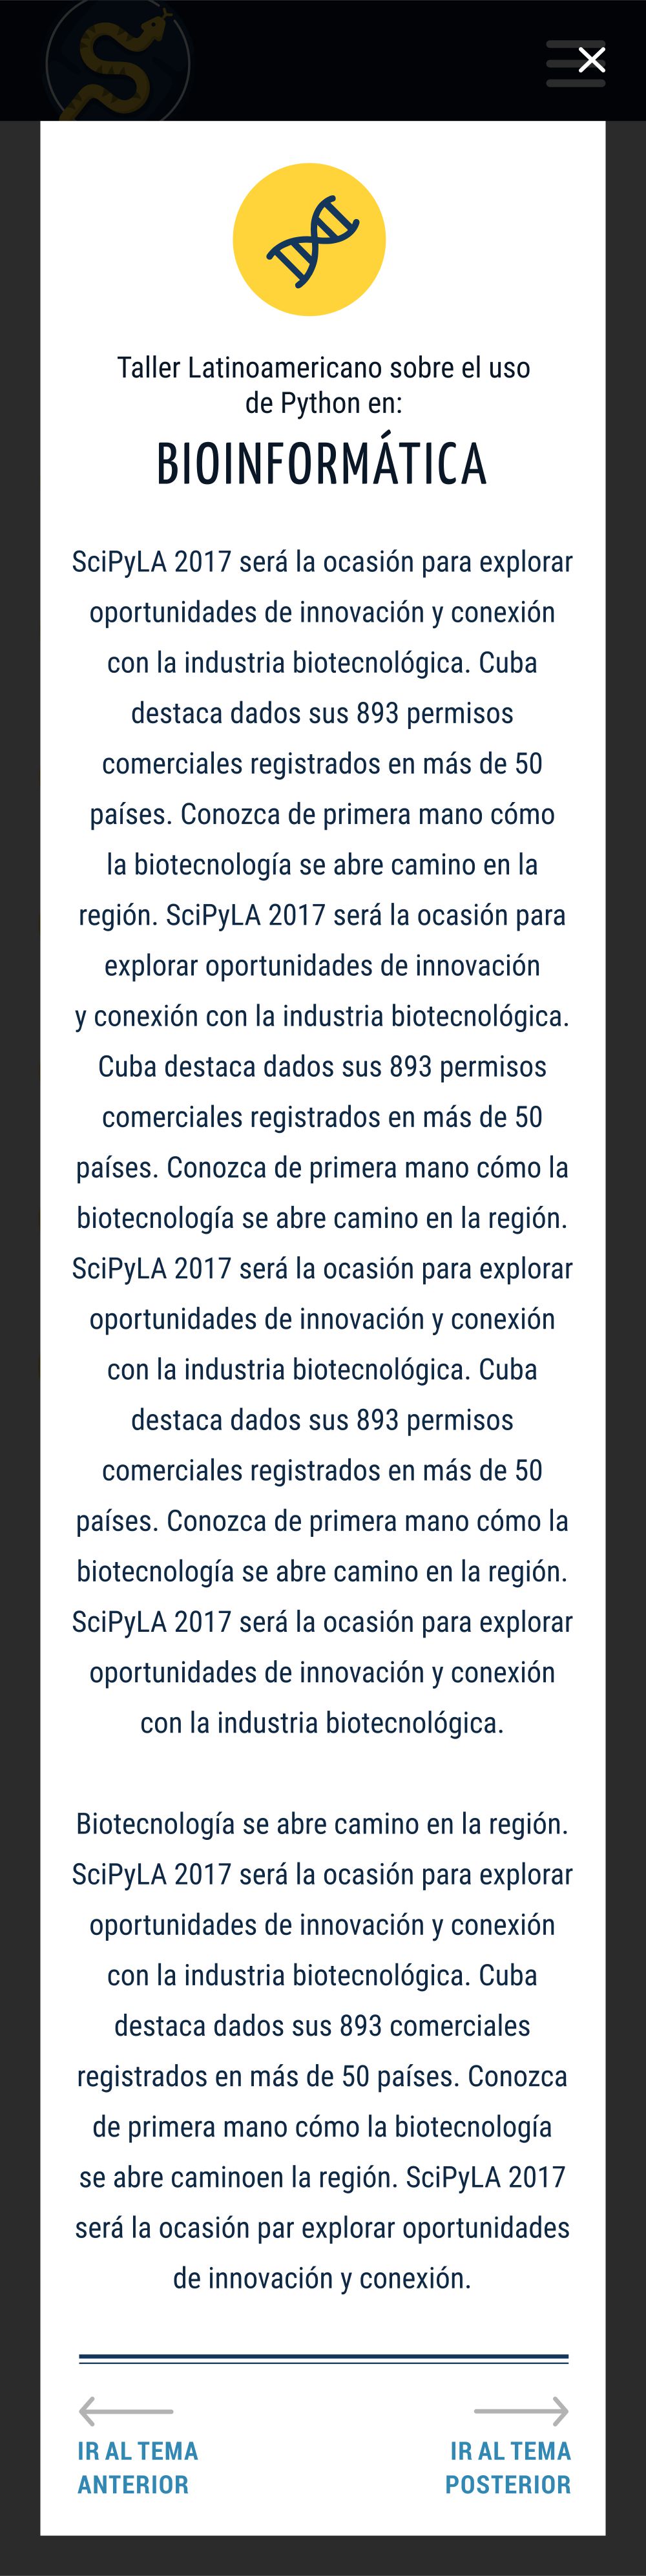 Taller Latinoamericano sobre el uso
de Python en:
BIOINFORMÁTICA
SciPyLA 2017 será la ocasión para explorar
oportunidades de innovación y conexión
con la industria biotecnológica. Cuba
destaca dados sus 893 permisos
comerciales registrados en más de 50
países. Conozca de primera mano cómo
la biotecnología se abre camino en la
región. SciPyLA 2017 será la ocasión para
explorar oportunidades de innovación
y conexión con la industria biotecnológica.
Cuba destaca dados sus 893 permisos
comerciales registrados en más de 50
países. Conozca de primera mano cómo la
biotecnología se abre camino en la región.
SciPyLA 2017 será la ocasión para explorar
oportunidades de innovación y conexión
con la industria biotecnológica. Cuba
destaca dados sus 893 permisos
comerciales registrados en más de 50
países. Conozca de primera mano cómo la
biotecnología se abre camino en la región.
SciPyLA 2017 será la ocasión para explorar
oportunidades de innovación y conexión
con la industria biotecnológica.
Biotecnología se abre camino en la región.
SciPyLA 2017 será la ocasión para explorar
oportunidades de innovación y conexión
con la industria biotecnológica. Cuba
destaca dados sus 893 comerciales
registrados en más de 50 países. Conozca
de primera mano cómo la biotecnología
se abre caminoen la región. SciPyLA 2017
será la ocasión par explorar oportunidades
de innovación y conexión.
IR AL TEMA
ANTERIOR
IR AL TEMA
POSTERIOR